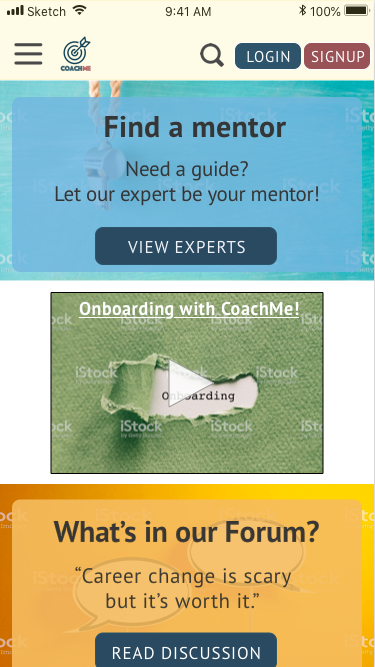 Sketch 9:41 AM 100%
COACHME LOGIN SIGNUP
Find a mentor
Need a guide?
Let our expert be your mentor!
VIEW EXPERTS
Onboarding with CoachMe!
iStock
Onboarding
What's in our Forum?
“Career change is scary
but it's worth it.”
READ DISCUSSION